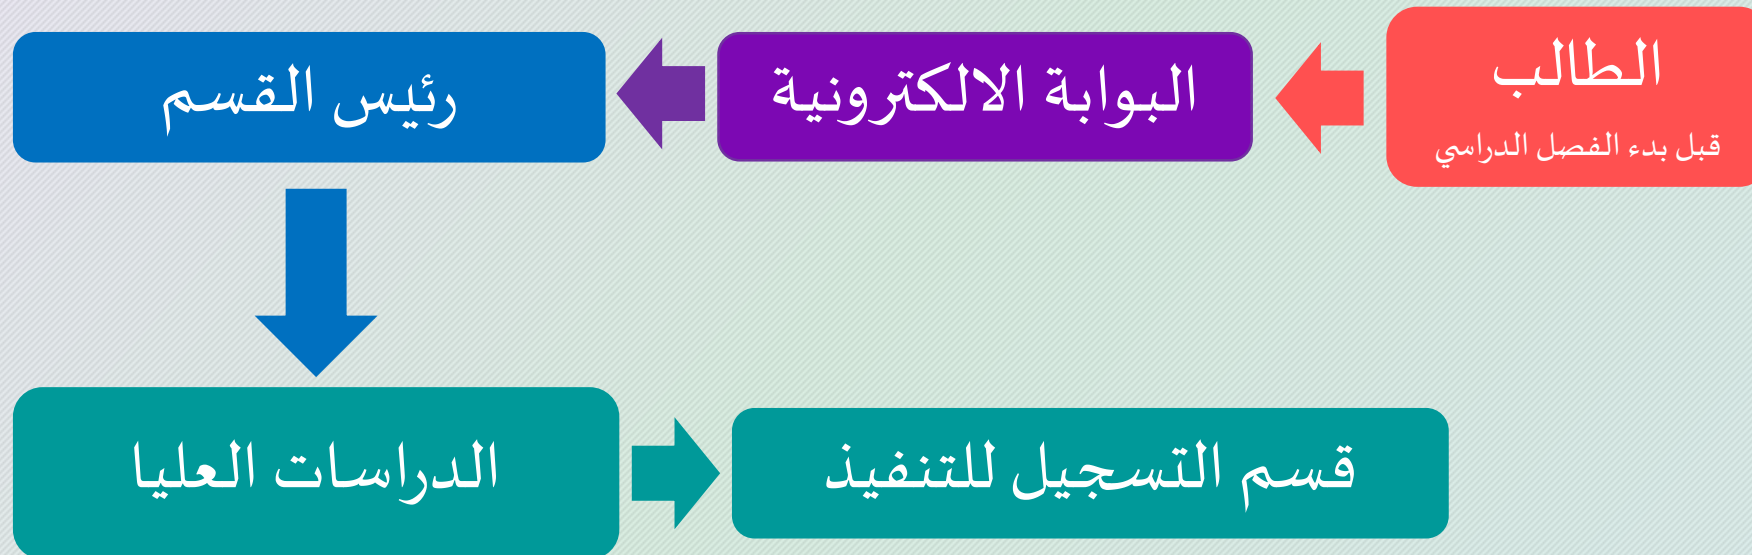 الطالب
قبل بدء الفصل الدراسي
البوابة الالكترونية
رئيس القسم
الدراسات العليا
قسم التسجيل للتنفيذ